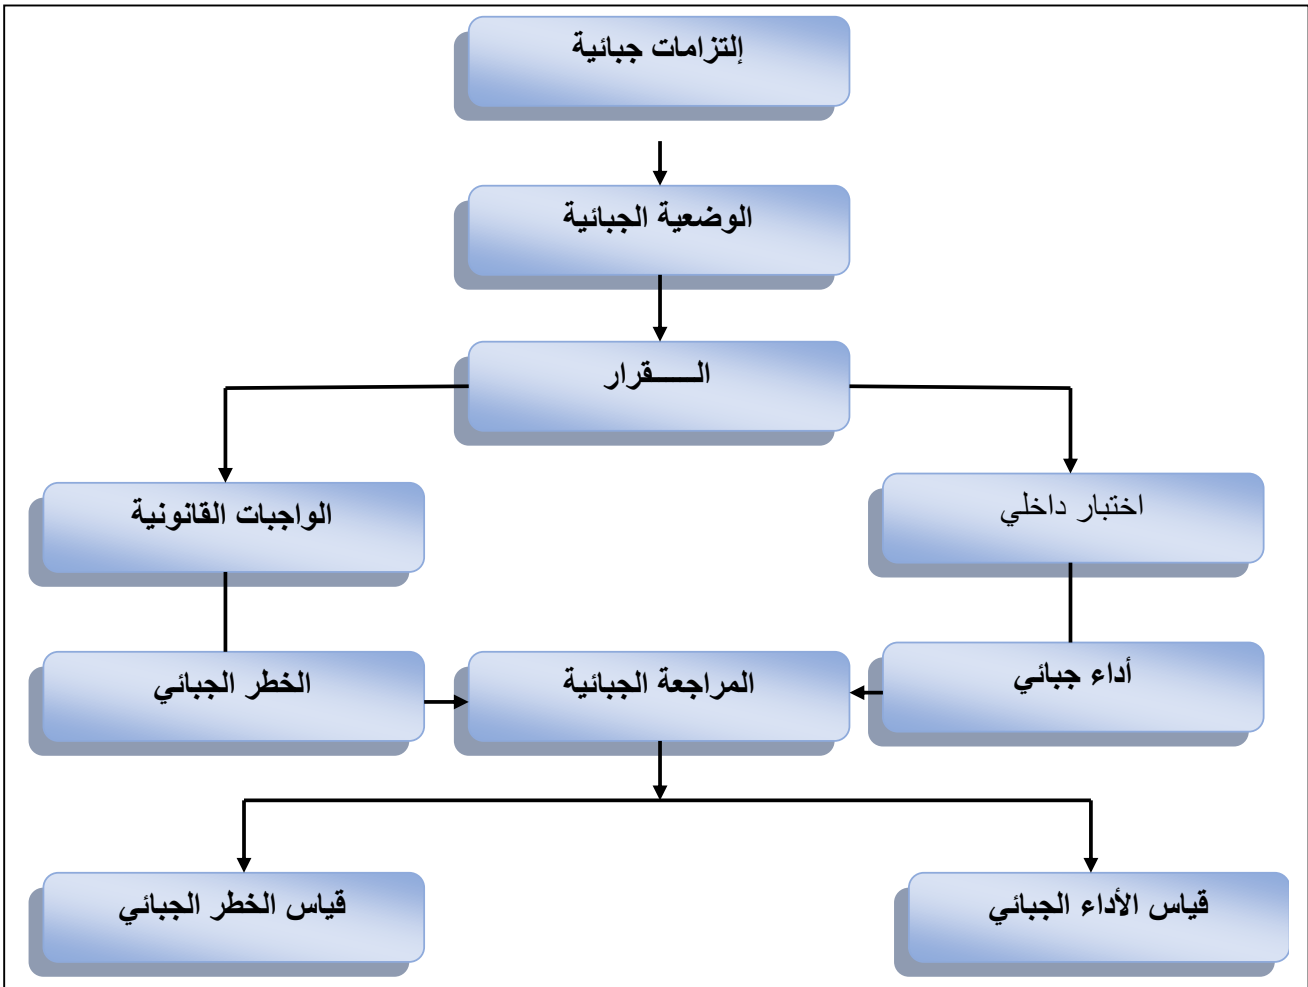 إلتزامات جبائية
الوضعية الجبائية
الـــــقرار
اختبار داخلي
الواجبات القانونية
أداء جبائي
المراجعة الجبائية
الخطر الجبائي
قياس الأداء الجبائي
قياس الخطر الجبائي